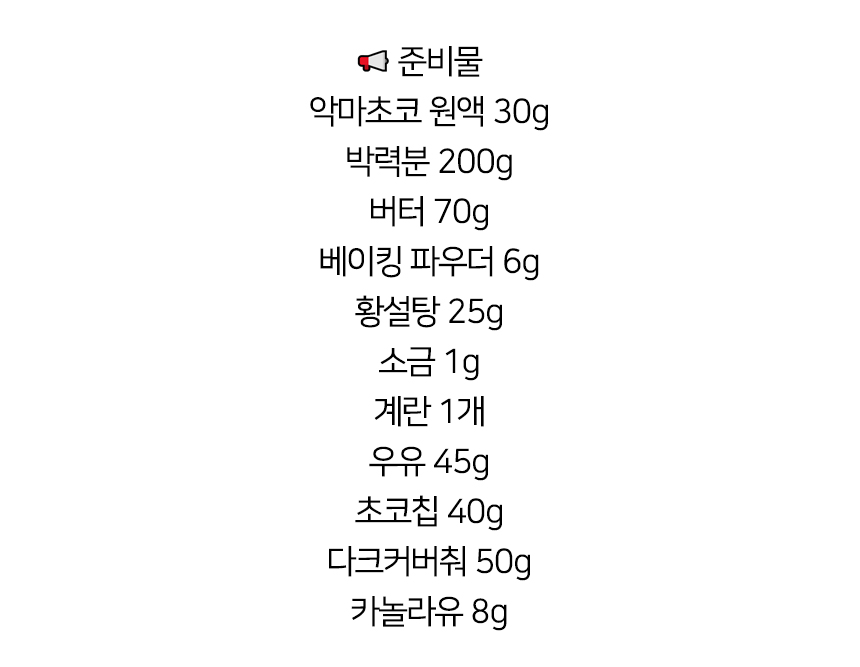 📢 준비물
악마초코 원액 30g
박력분 200g
버터 70g
베이킹 파우더 6g
황설탕 25g
소금 1g
계란 1개
우유 45g
초코칩 40g
다크커버춰 50g
카놀라유 8g